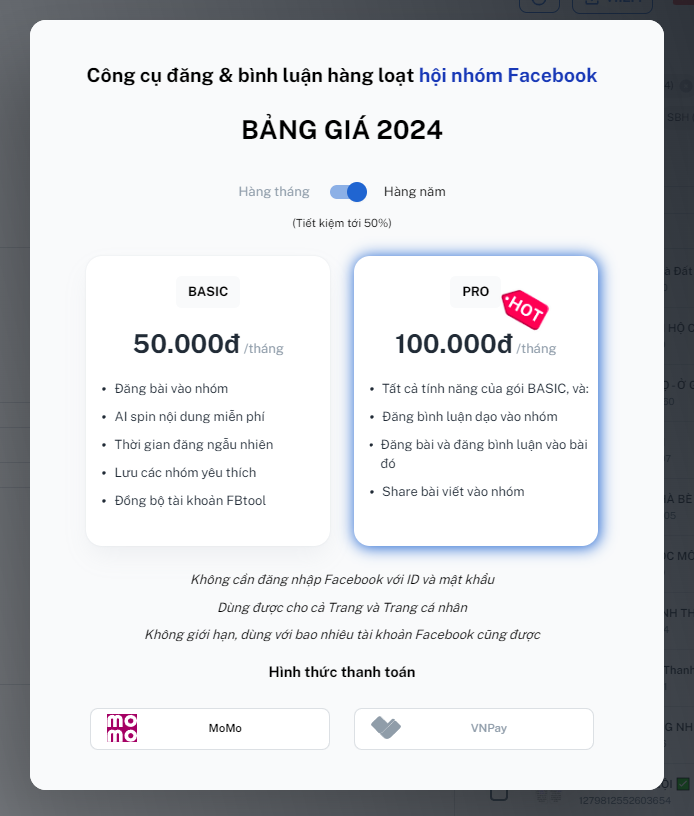 Công cụ đăng & bình luận hàng loạt hội nhóm Facebook
BẢNG GIÁ 2024
Hàng tháng Hàng năm
(Tiết kiệm tới 50%)
BASIC
50.000đ /tháng
• Đăng bài vào nhóm
• AI spin nội dung miễn phí
• Thời gian đăng ngẫu nhiên
• Lưu các nhóm yêu thích
• Đồng bộ tài khoản FBtool
PRO
HOT
100.000đ /tháng
• Tất cả tính năng của gói BASIC, và:
• Đăng bình luận dạo vào nhóm
• Đăng bài và đăng bình luận vào bài
đó
• Share bài viết vào nhóm
Không cần đăng nhập Facebook với ID và mật khẩu
Dùng được cho cả Trang và Trang cá nhân
Không giới hạn, dùng với bao nhiêu tài khoản Facebook cũng được
Hình thức thanh toán
mo
mo
MoMo
VNPay
1279812552603654